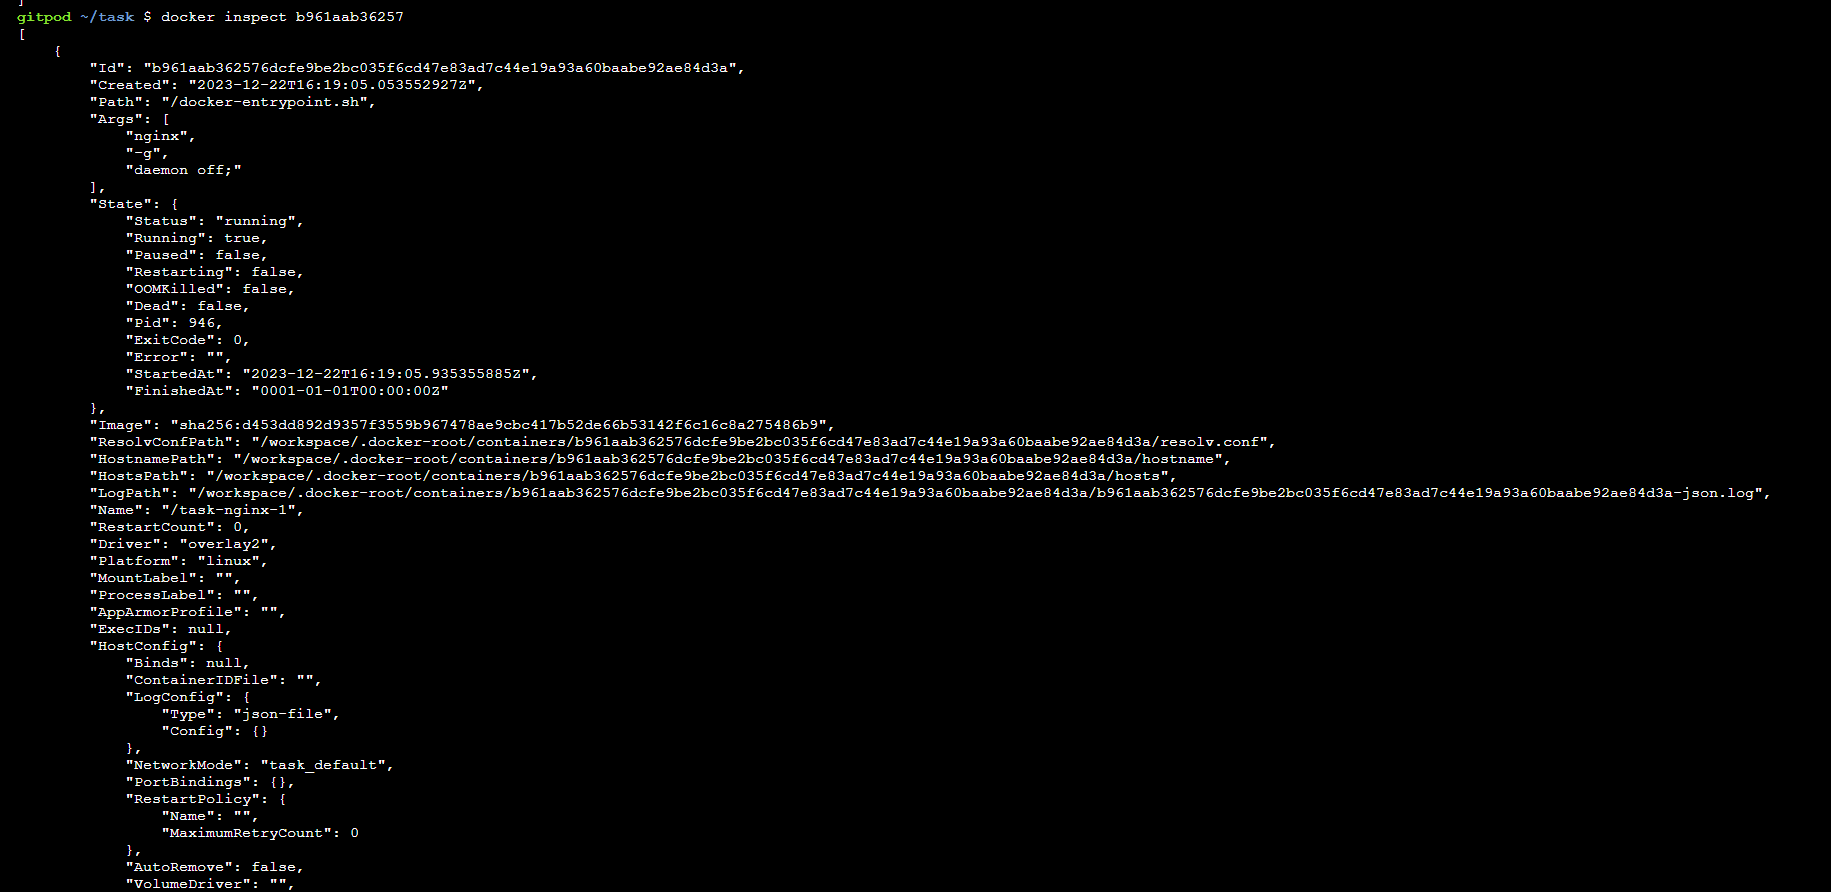 ]
gitpod ~/task $ docker inspect b961aab36257
[
    {
        "Id": "b961aab362576dcfe9be2bc035f6cd47e83ad7c44e19a93a60baabe92ae84d3a",
        "Created": "2023-12-22T16:19:05.053552927Z",
        "Path": "/docker-entrypoint.sh",
        "Args": [
            "nginx",
            "-g",
            "daemon off;"
        ],
        "State": {
            "Status": "running",
            "Running": true,
            "Paused": false,
            "Restarting": false,
            "OOMKilled": false,
            "Dead": false,
            "Pid": 946,
            "ExitCode": 0,
            "Error": "",
            "StartedAt": "2023-12-22T16:19:05.935355885Z",
            "FinishedAt": "0001-01-01T00:00:00Z"
        },
        "Image": "sha256:d453dd892d9357f3559b967478ae9cbc417b52de66b53142f6c16c8a275486b9",
        "ResolvConfPath": "/workspace/.docker-root/containers/b961aab362576dcfe9be2bc035f6cd47e83ad7c44e19a93a60baabe92ae84d3a/resolv.conf",
        "HostnamePath": "/workspace/.docker-root/containers/b961aab362576dcfe9be2bc035f6cd47e83ad7c44e19a93a60baabe92ae84d3a/hostname",
        "HostsPath": "/workspace/.docker-root/containers/b961aab362576dcfe9be2bc035f6cd47e83ad7c44e19a93a60baabe92ae84d3a/hosts",
        "LogPath": "/workspace/.docker-root/containers/b961aab362576dcfe9be2bc035f6cd47e83ad7c44e19a93a60baabe92ae84d3a/b961aab362576dcfe9be2bc035f6cd47e83ad7c44e19a93a60baabe92ae84d3a-json.log",
        "Name": "/task-nginx-1",
        "RestartCount": 0,
        "Driver": "overlay2",
        "Platform": "linux",
        "MountLabel": "",
        "ProcessLabel": "",
        "AppArmorProfile": "",
        "ExecIDs": null,
        "HostConfig": {
            "Binds": null,
            "ContainerIDFile": "",
            "LogConfig": {
                "Type": "json-file",
                "Config": {}
            },
            "NetworkMode": "task_default",
            "PortBindings": {},
            "RestartPolicy": {
                "Name": "",
                "MaximumRetryCount": 0
            },
            "AutoRemove": false,
            "VolumeDriver": "",